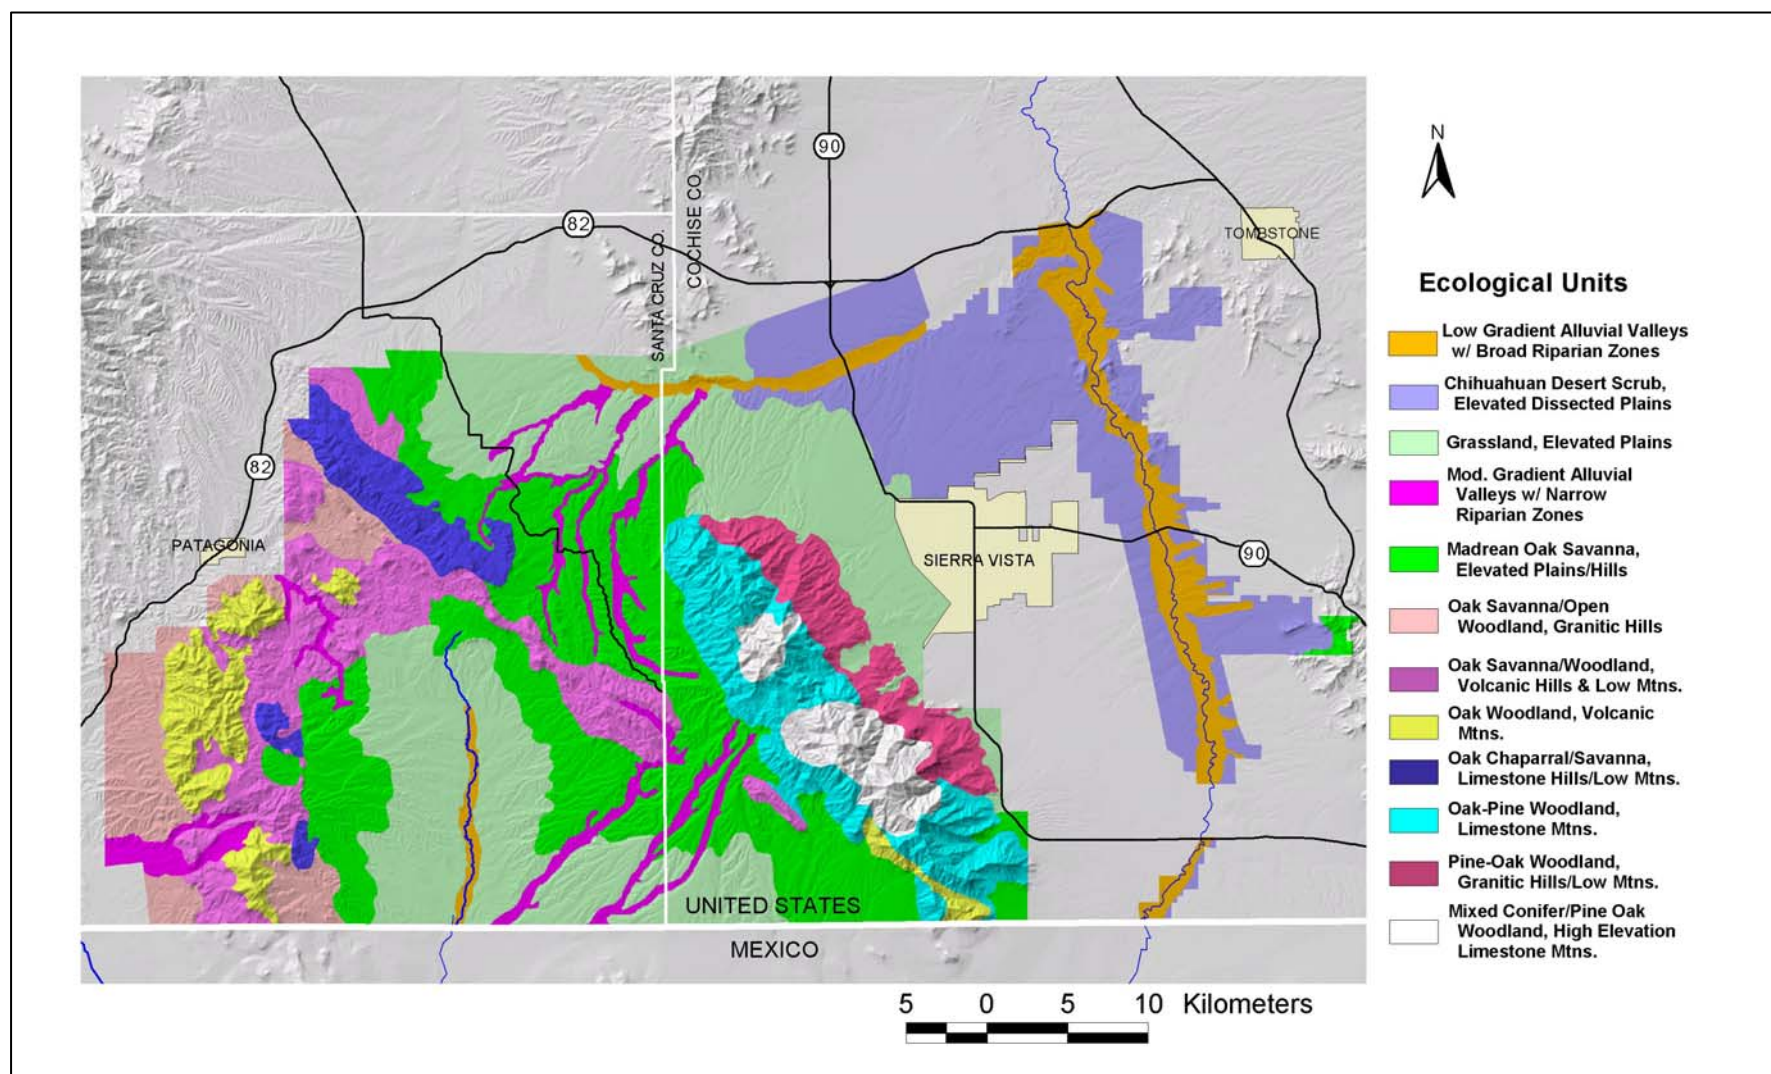 90
82
SANTA CRUZ CO.
COCHISE CO.
TOMBSTONE
82
PATAGONIA
SIERRA VISTA
90
UNITED STATES
MEXICO
5 0 5 10 Kilometers
N
Ecological Units
Low Gradient Alluvial Valleys
w/ Broad Riparian Zones
Chihuahuan Desert Scrub,
Elevated Dissected Plains
Grassland, Elevated Plains
Mod. Gradient Alluvial
Valleys w/ Narrow
Riparian Zones
Madrean Oak Savanna,
Elevated Plains/Hills
Oak Savanna/Open
Woodland, Granitic Hills
Oak Savanna/Woodland,
Volcanic Hills & Low Mtns.
Oak Woodland, Volcanic
Mtns.
Oak Chaparral/Savanna,
Limestone Hills/Low Mtns.
Oak-Pine Woodland,
Limestone Mtns.
Pine-Oak Woodland,
Granitic Hills/Low Mtns.
Mixed Conifer/Pine Oak
Woodland, High Elevation
Limestone Mtns.